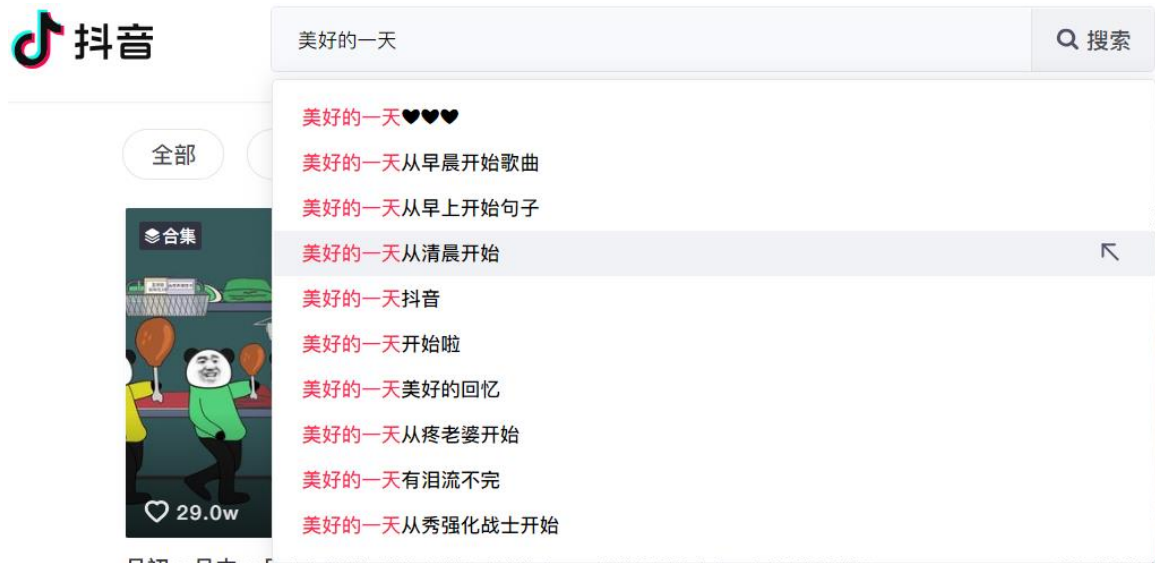 抖音
美好的一天
搜索
美好的一天♥♥♥
全部
美好的一天从早晨开始歌曲
美好的一天从早上开始句子
合集
美好的一天从清晨开始
美好的一天抖音
美好的一天开始啦
美好的一天美好的回忆
美好的一天从疼老婆开始
美好的一天有泪流不完
29.0w
美好的一天从秀强化战士开始